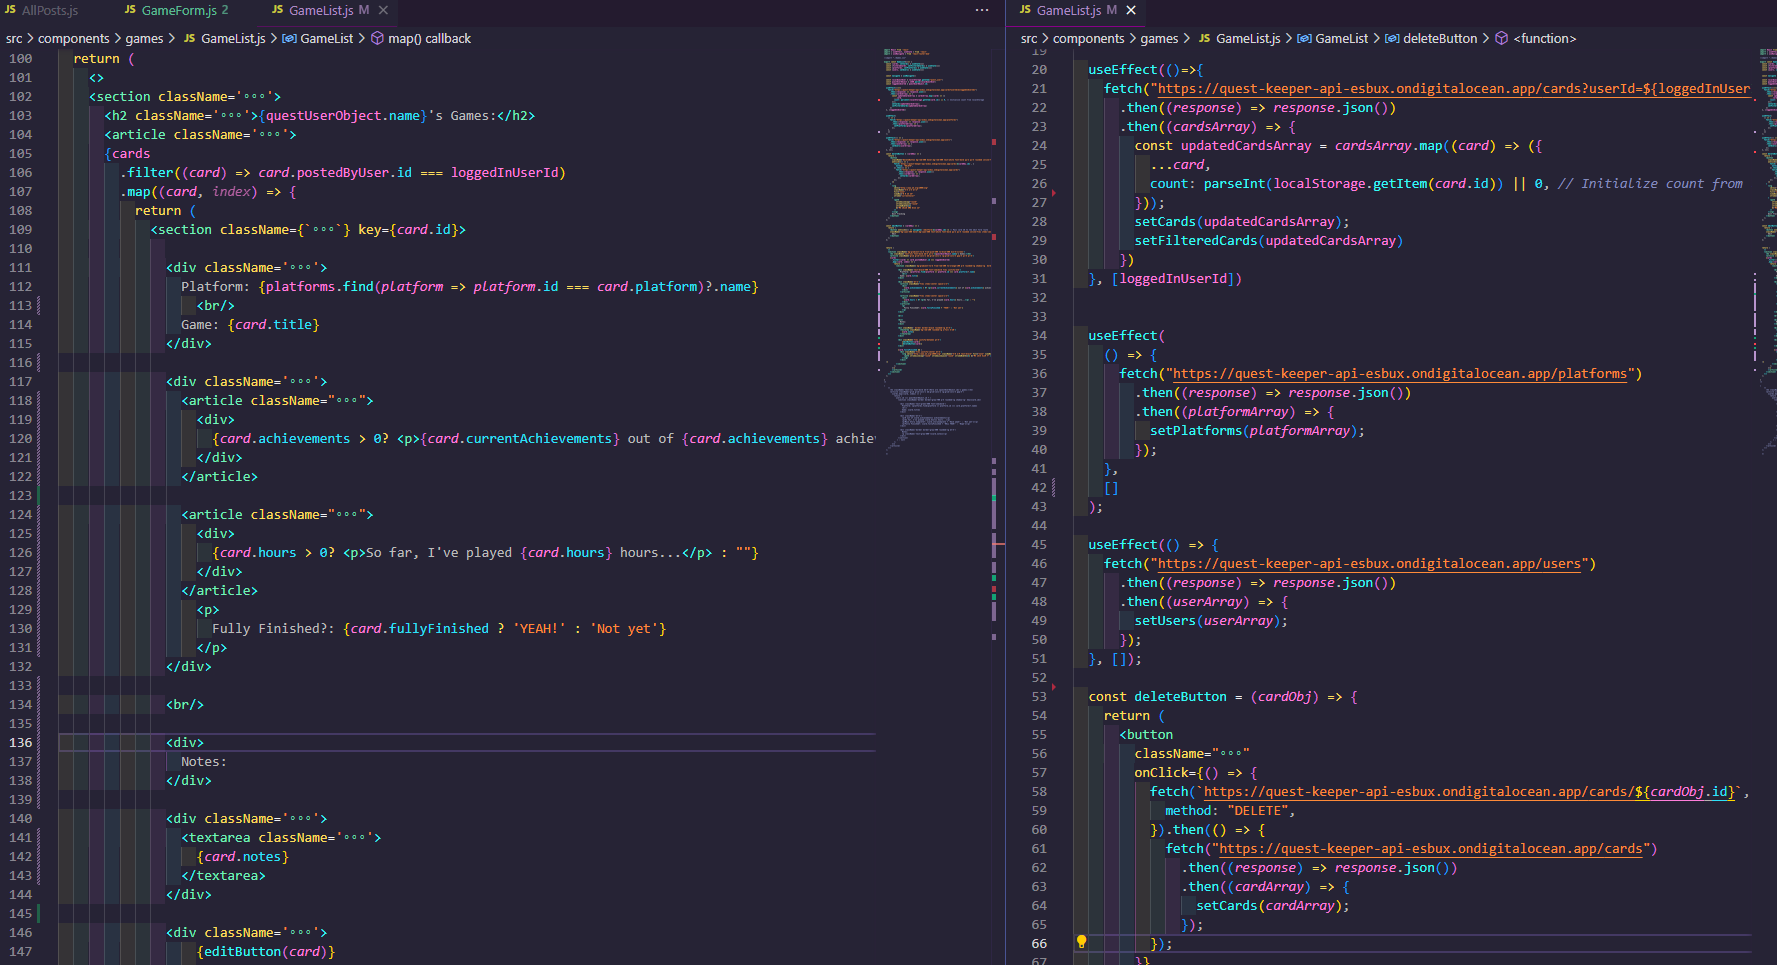 AllPosts.js
GameForm.js 2
GameList.js M
src > components > games > JS GameList.js > GameList > map() callback
100 return (
101 <>
102 <section className='∘∘∘'>
103 <h2 className='∘∘∘'>{questUserObject.name}'s Games:</h2>
104 <article className='∘∘∘'>
105 {cards
106 .filter((card) => card.postedByUser.id === loggedInUserId)
107 .map((card, index) => {
108 return (
109 <section className={`∘∘∘`} key={card.id}>
110
111 <div className='∘∘∘'>
112 Platform: {platforms.find(platform => platform.id === card.platform)?.name}
113 <br/>
114 Game: {card.title}
115 </div>
116
117 <div className='∘∘∘'>
118 <article className="∘∘∘">
119 <div>
120 {card.achievements > 0? <p>{card.currentAchievements} out of {card.achievements} achie
121 </div>
122 </article>
123
124 <article className="∘∘∘">
125 <div>
126 {card.hours > 0? <p>So far, I've played {card.hours} hours...</p> : ""}
127 </div>
128 </article>
129 <p>
130 Fully Finished?: {card.fullyFinished ? 'YEAH!' : 'Not yet'}
131 </p>
132 </div>
133
134 <br/>
135
136 <div>
137 Notes:
138 </div>
139
140 <div className='∘∘∘'>
141 <textarea className='∘∘∘'>
142 {card.notes}
143 </textarea>
144 </div>
145
146 <div className='∘∘∘'>
147 {editButton(card)}
JS GameList.js M
src > components > games > JS GameList.js > GameList > deleteButton > <function>
19
20 useEffect(()=>{
21 fetch("https://quest-keeper-api-esbux.ondigitalocean.app/cards?userId=${loggedInUser
22 .then((response) => response.json())
23 .then((cardsArray) => {
24 const updatedCardsArray = cardsArray.map((card) => ({
25 ...card,
26 count: parseInt(localStorage.getItem(card.id)) || 0, // Initialize count from
27 }));
28 setCards(updatedCardsArray);
29 setFilteredCards(updatedCardsArray)
30 })
31 }, [loggedInUserId])
32
33
34 useEffect(
35 () => {
36 fetch("https://quest-keeper-api-esbux.ondigitalocean.app/platforms")
37 .then((response) => response.json())
38 .then((platformArray) => {
39 setPlatforms(platformArray);
40 });
41 },
42 []
43 );
44
45 useEffect(() => {
46 fetch("https://quest-keeper-api-esbux.ondigitalocean.app/users")
47 .then((response) => response.json())
48 .then((userArray) => {
49 setUsers(userArray);
50 });
51 }, []);
52
53 const deleteButton = (cardObj) => {
54 return (
55 <button
56 className="∘∘∘"
57 onClick={() => {
58 fetch(`https://quest-keeper-api-esbux.ondigitalocean.app/cards/${cardObj.id}`,
59 method: "DELETE",
60 }).then(() => {
61 fetch("https://quest-keeper-api-esbux.ondigitalocean.app/cards")
62 .then((response) => response.json())
63 .then((cardArray) => {
64 setCards(cardArray);
65 });
66 });
67 }}